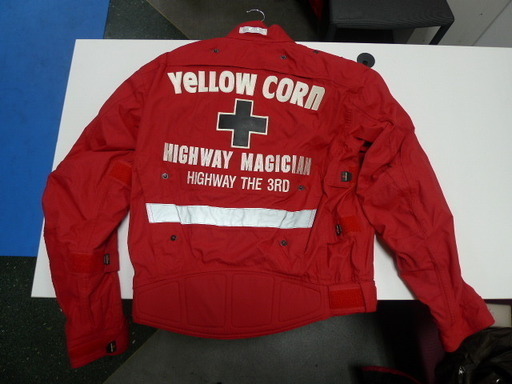 YeLLOW CORn
HIGHWAY MAGICIAN
HIGHWAY THE 3RD